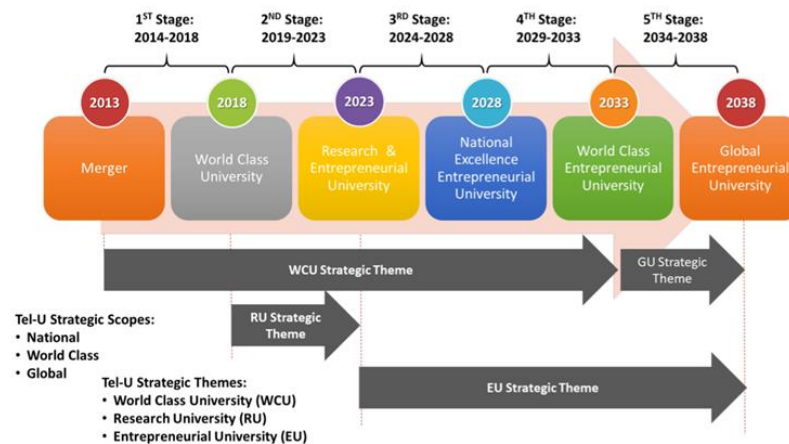 1ST Stage:
2014-2018
2ND Stage:
2019-2023
3RD Stage:
2024-2028
4TH Stage:
2029-2033
5TH Stage:
2034-2038
2013
2018
2023
2028
2033
2038
Merger
World Class
University
Research & 
Entrepreneurial
University
National
Excellence
Entrepreneurial
University
World Class
Entrepreneurial
University
Global
Entrepreneurial
University
WCU Strategic Theme
GU Strategic
Theme
RU Strategic
Theme
EU Strategic Theme
Tel-U Strategic Scopes:
• National
• World Class
• Global
Tel-U Strategic Themes:
• World Class University (WCU)
• Research University (RU)
• Entrepreneurial University (EU)